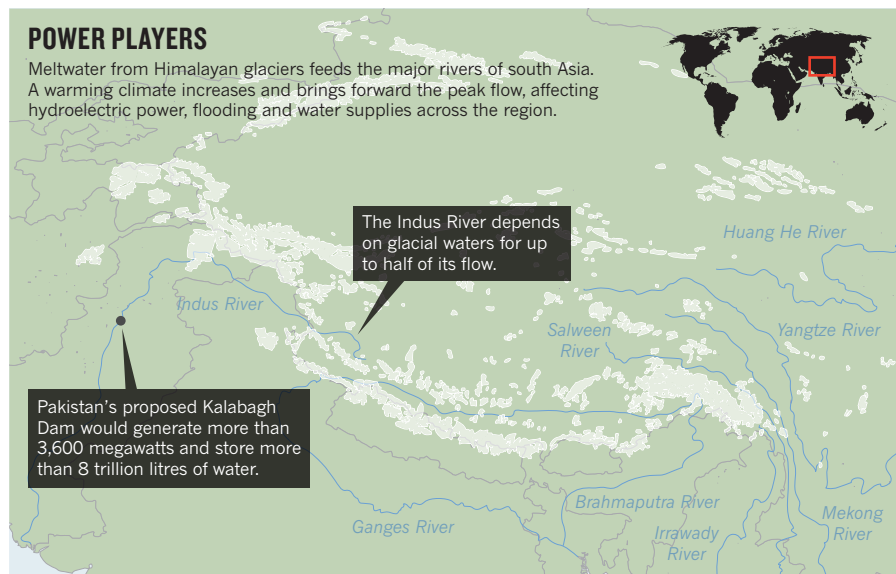 POWER PLAYERS
Meltwater from Himalayan glaciers feeds the major rivers of south Asia.
A warming climate increases and brings forward the peak flow, affecting
hydroelectric power, flooding and water supplies across the region.
The Indus River depends
on glacial waters for up
to half of its flow.
Huang He River
Indus River
Salween
River
Yangtze River
Pakistan’s proposed Kalabagh
Dam would generate more than
3,600 megawatts and store more
than 8 trillion litres of water.
Brahmaputra River
Ganges River
Irrawady
River
Mekong
River